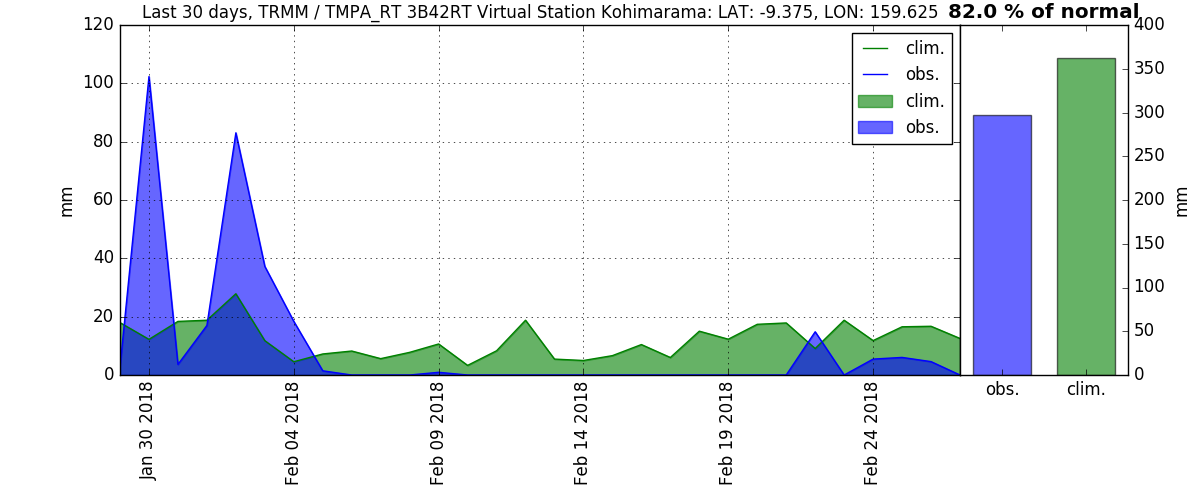 Last 30 days, TRMM / TMPA_RT 3B42RT Virtual Station Kohimarama: LAT: -9.375, LON: 159.625 82.0 % of normal
120
100
80
60
40
20
0
mm
clim.
obs.
clim.
obs.
Jan 30 2018
Feb 04 2018
Feb 09 2018
Feb 14 2018
Feb 19 2018
Feb 24 2018
400
350
300
250
200
150
100
50
0
mm
obs.
clim.